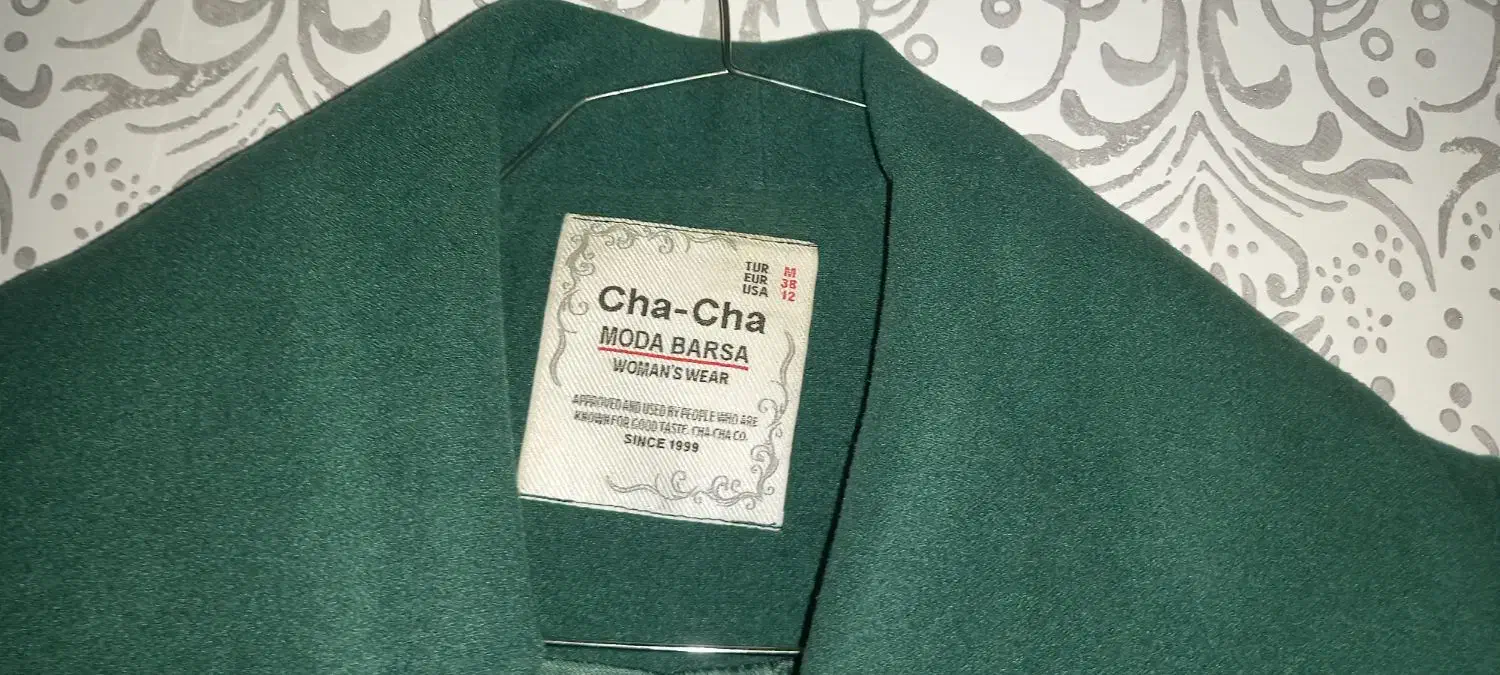 TUR M
EUR 38
USA 12
Cha-Cha
MODA BARSA
WOMAN'S WEAR
APPROVED AND USED BY PEOPLE WHO ARE
KNOWN FOR GOOD TASTE. CHA-CHA CO.
SINCE 1999